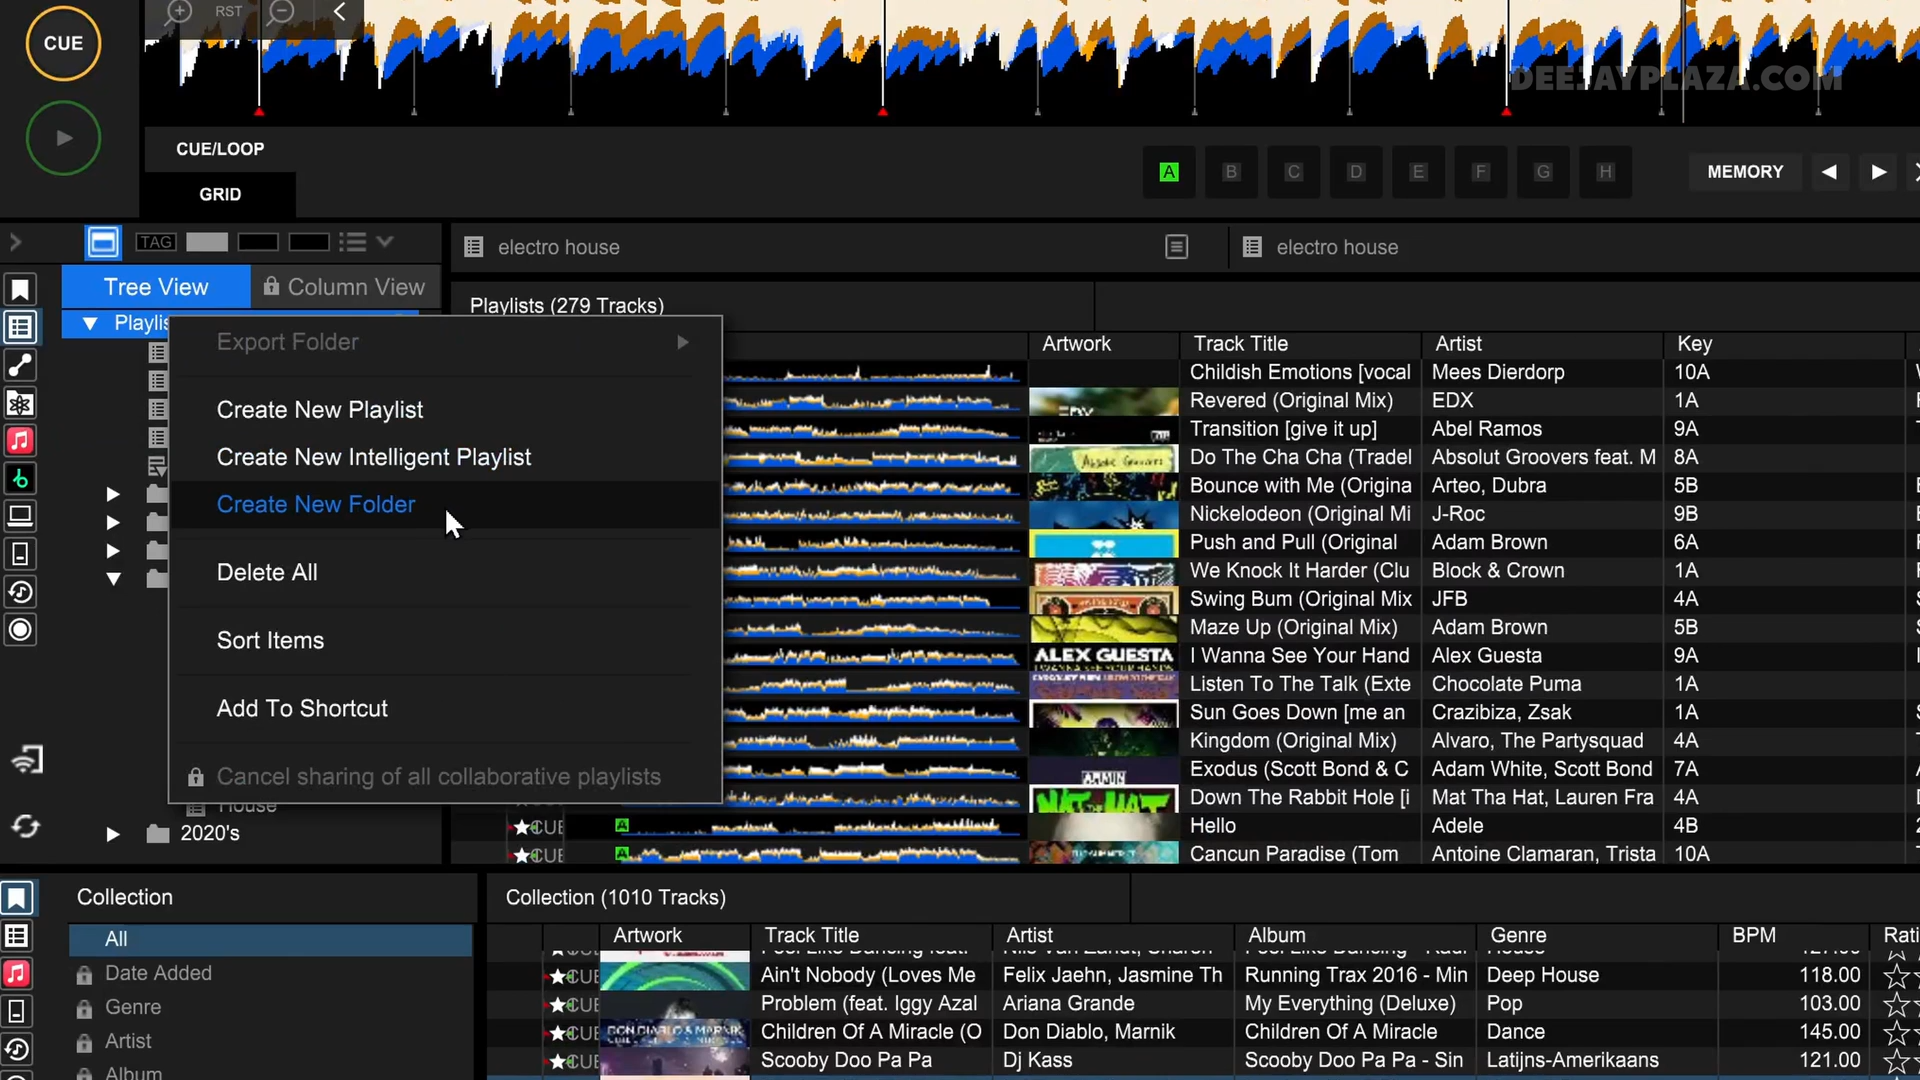 CUE
RST
DEEJAYPLAZA.COM
CUE/LOOP
GRID
A B C D E F G H
MEMORY
TAG
electro house
electro house
Tree View
Column View
Playlis
Playlists (279 Tracks)
Export Folder
Create New Playlist
Create New Intelligent Playlist
Create New Folder
Delete All
Sort Items
Add To Shortcut
Cancel sharing of all collaborative playlists
House
2020's
Artwork Track Title Artist Key
Childish Emotions [vocal Mees Dierdorp 10A
Revered (Original Mix) EDX 1A
Transition [give it up] Abel Ramos 9A
Do The Cha Cha (Tradel Absolut Groovers feat. M 8A
Bounce with Me (Origina Arteo, Dubra 5B
Nickelodeon (Original Mi J-Roc 9B
Push and Pull (Original Adam Brown 6A
We Knock It Harder (Clu Block & Crown 1A
Swing Bum (Original Mix JFB 4A
Maze Up (Original Mix) Adam Brown 5B
ALEX GUESTA I Wanna See Your Hand Alex Guesta 9A
Listen To The Talk (Exte Chocolate Puma 1A
Sun Goes Down [me an Crazibiza, Zsak 1A
Kingdom (Original Mix) Alvaro, The Partysquad 4A
Exodus (Scott Bond & C Adam White, Scott Bond 7A
Down The Rabbit Hole [i Mat Tha Hat, Lauren Fra 4A
CUE A Hello Adele 4B
CUE A Cancun Paradise (Tom Antoine Clamaran, Trista 10A
Collection
All
Date Added
Genre
Artist
Album
Collection (1010 Tracks)
Artwork Track Title Artist Album Genre BPM Rati
CUE Ain't Nobody (Loves Me Felix Jaehn, Jasmine Th Running Trax 2016 - Min Deep House 118.00
CUE Problem (feat. Iggy Azal Ariana Grande My Everything (Deluxe) Pop 103.00
CUE DON DIABLO & MARNIK Children Of A Miracle (O Don Diablo, Marnik Children Of A Miracle Dance 145.00
CUE Scooby Doo Pa Pa Dj Kass Scooby Doo Pa Pa - Sin Latijns-Amerikaans 121.00